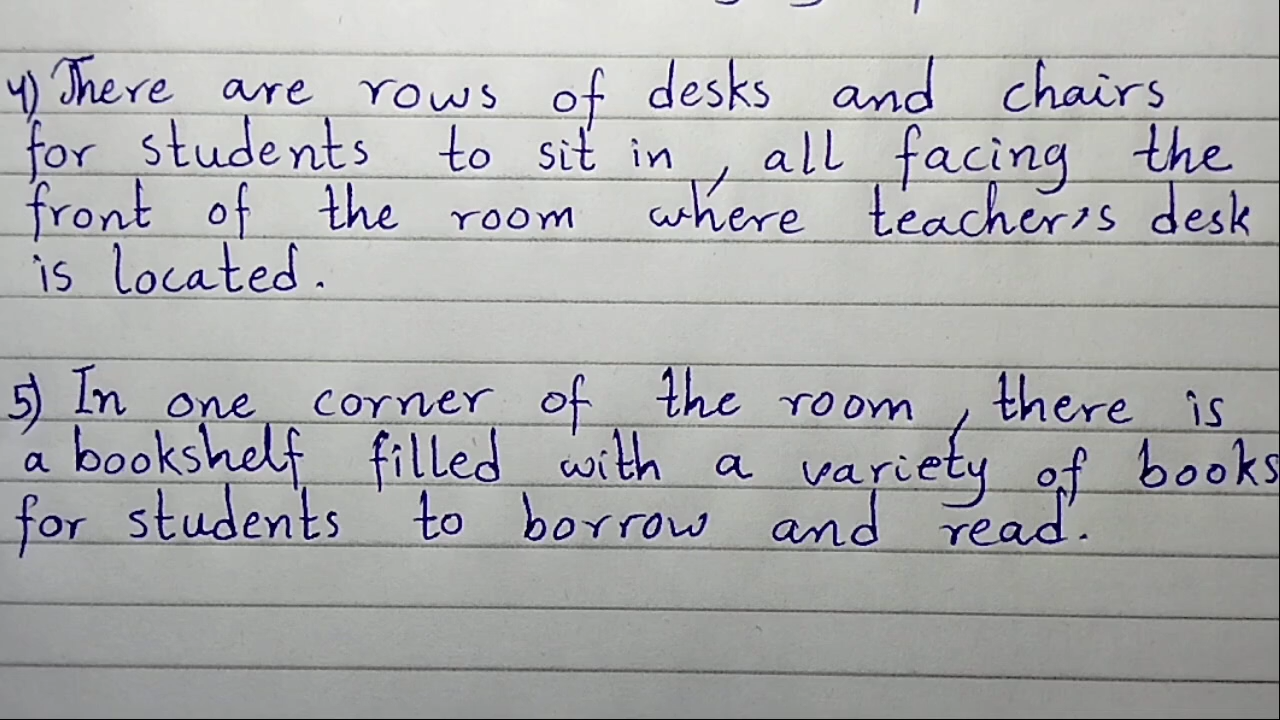 4) There are rows of desks and chairs
for students to sit in, all facing the
front of the room where teacher's desk
is located.
5) In one corner of the room, there is
a bookshelf filled with a variety of books
for students to borrow and read.